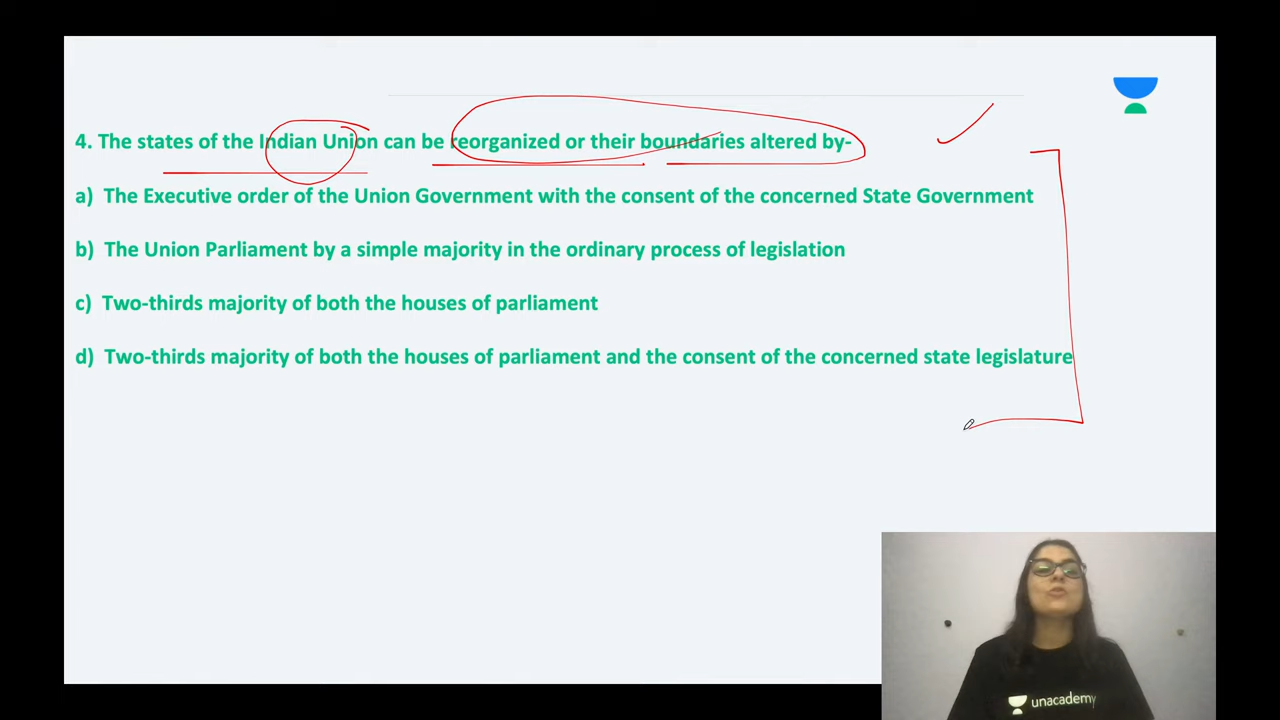 4. The states of the Indian Union can be reorganized or their boundaries altered by-
a) The Executive order of the Union Government with the consent of the concerned State Government
b) The Union Parliament by a simple majority in the ordinary process of legislation
c) Two-thirds majority of both the houses of parliament
d) Two-thirds majority of both the houses of parliament and the consent of the concerned state legislature
unacademy